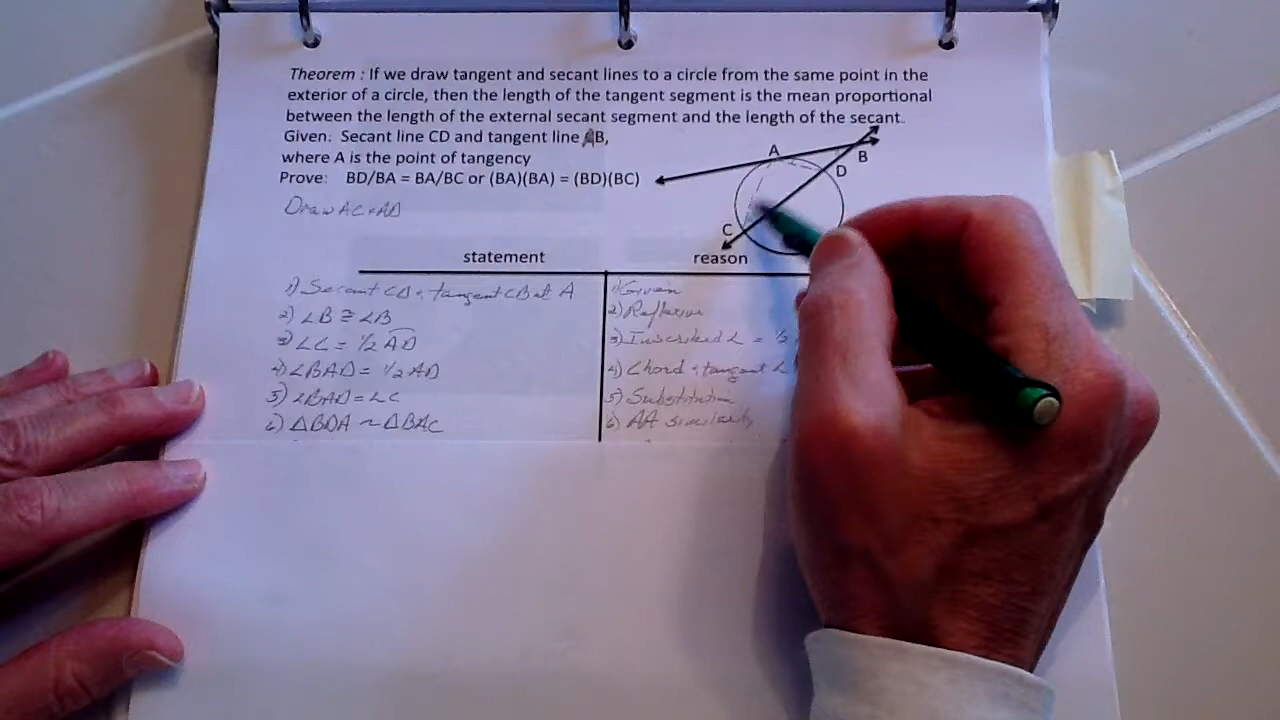 Theorem : If we draw tangent and secant lines to a circle from the same point in the
exterior of a circle, then the length of the tangent segment is the mean proportional
between the length of the external secant segment and the length of the secant.
Given: Secant line CD and tangent line AB,
where A is the point of tangency
Prove: BD/BA = BA/BC or (BA)(BA) = (BD)(BC)
Draw AC + AD
A
B
D
C
statement
reason
1) Secant CD + tangent CB at A
1) Given
2) ∠B ≅ ∠B
2) Reflexive
3) ∠C = 1/2 AD
3) Inscribed ∠ = 1/2
4) ∠BAD = 1/2 AD
4) Chord + tangent ∠
5) ∠BAD = ∠C
5) Substitution
6) △BDA ~ △BAC
6) AA similarity